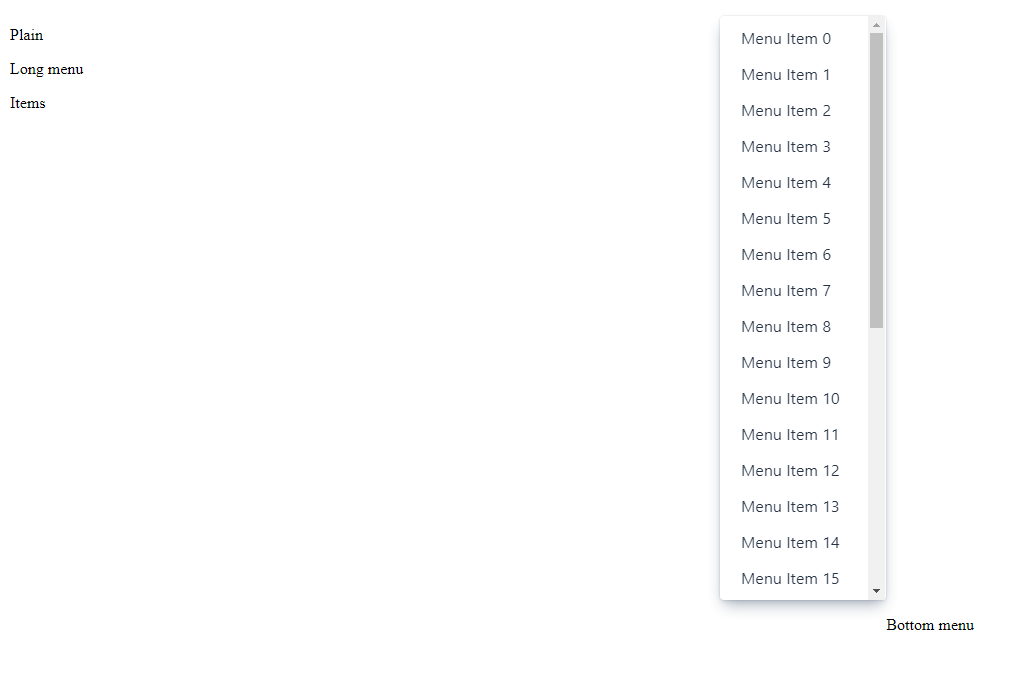 Plain
Long menu
Items
Menu Item 0
Menu Item 1
Menu Item 2
Menu Item 3
Menu Item 4
Menu Item 5
Menu Item 6
Menu Item 7
Menu Item 8
Menu Item 9
Menu Item 10
Menu Item 11
Menu Item 12
Menu Item 13
Menu Item 14
Menu Item 15
Bottom menu